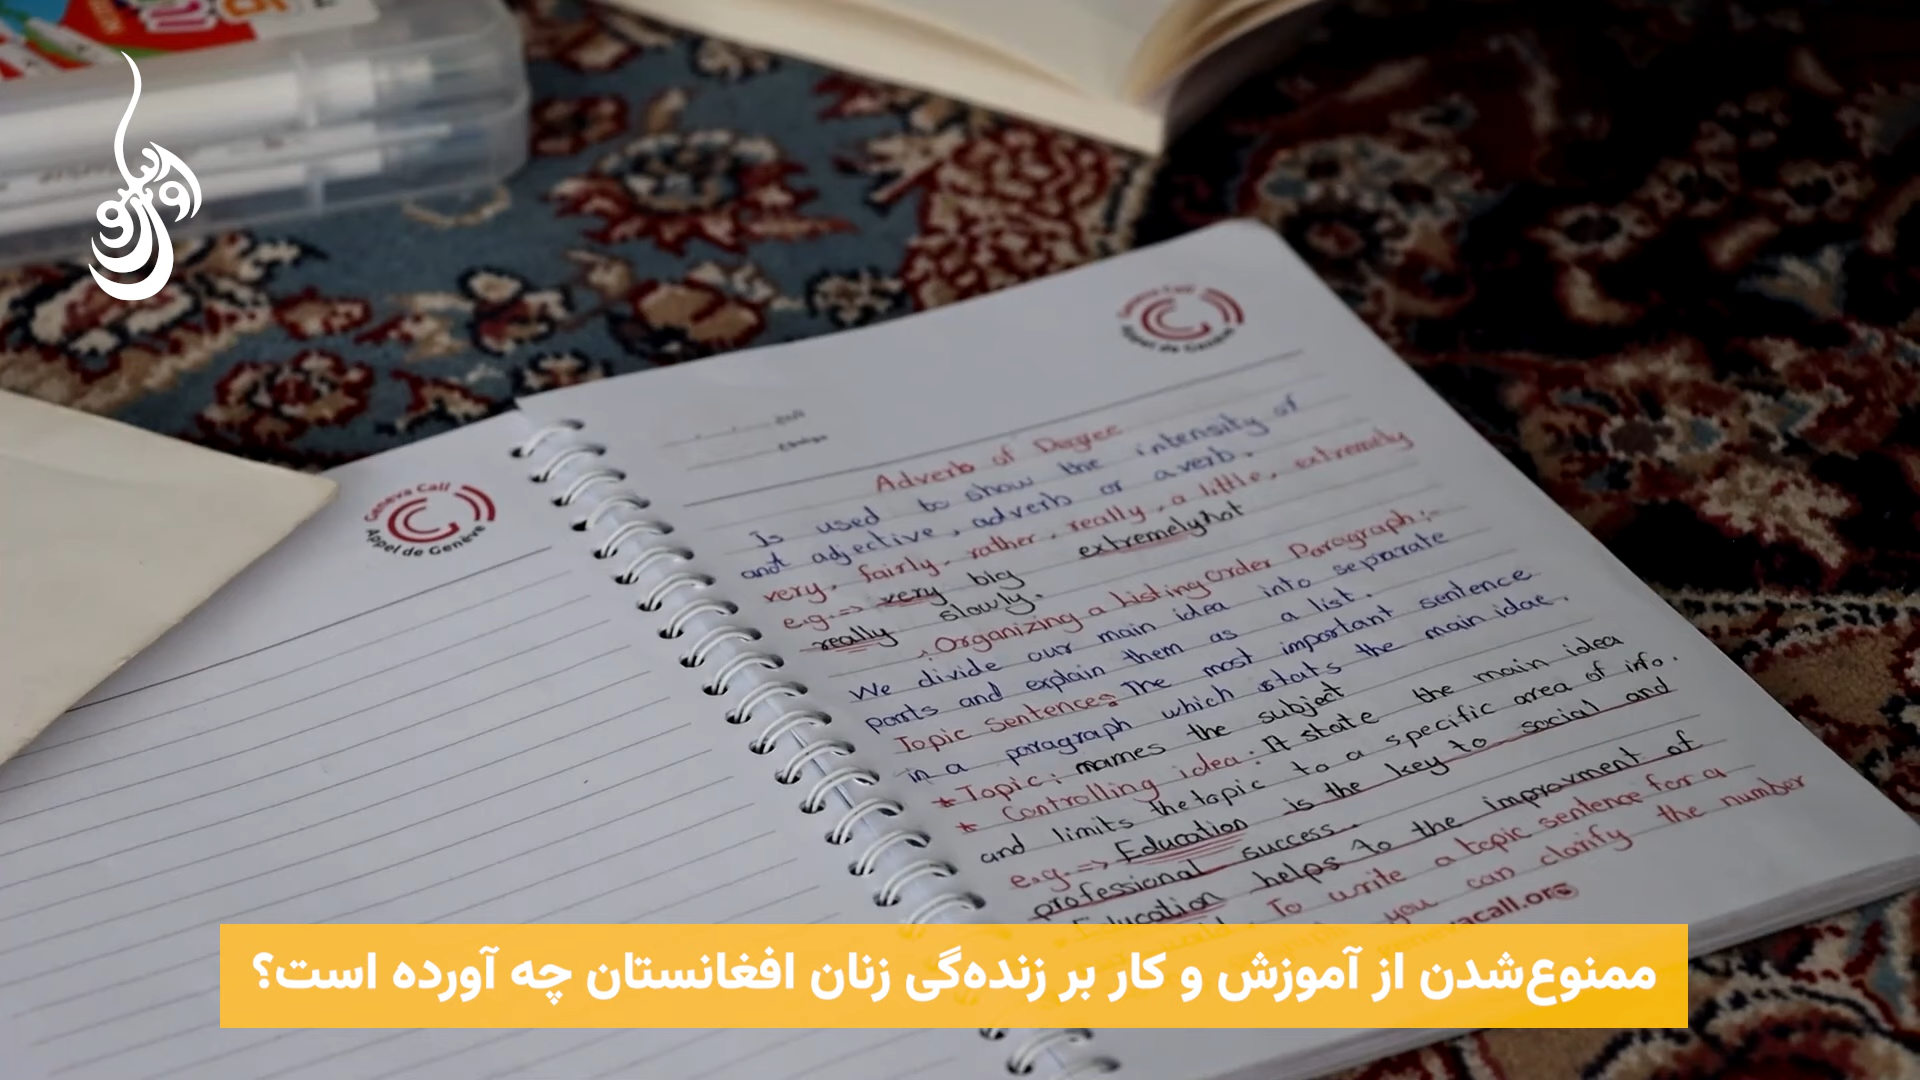 Geneva Call
Appel de Genève
Geneva Call
Appel de Genève
Adverb of Degree
Is used to show the intensity of
and adjective, adverb or a verb.
very, fairly, rather, really, a little, extremely
e.g => very big extremely hot
really slowly.
Organizing a Listing Order Paragraph:-
We divide our main idea into separate
parts and explain them as a list.
Topic Sentence: The most important sentence
in a paragraph which stats the main idae.
* Topic: names the subject
* Controlling idea: It state the main idea
and limits the topic to a specific area of info.
e.g. => Education is the key to social and
professional success.
Education helps to the improvment of
To write a topic sentence for a
you can clarify the number
ممنوع‌شدن از آموزش و کار بر زنده‌گی زنان افغانستان چه آورده است؟